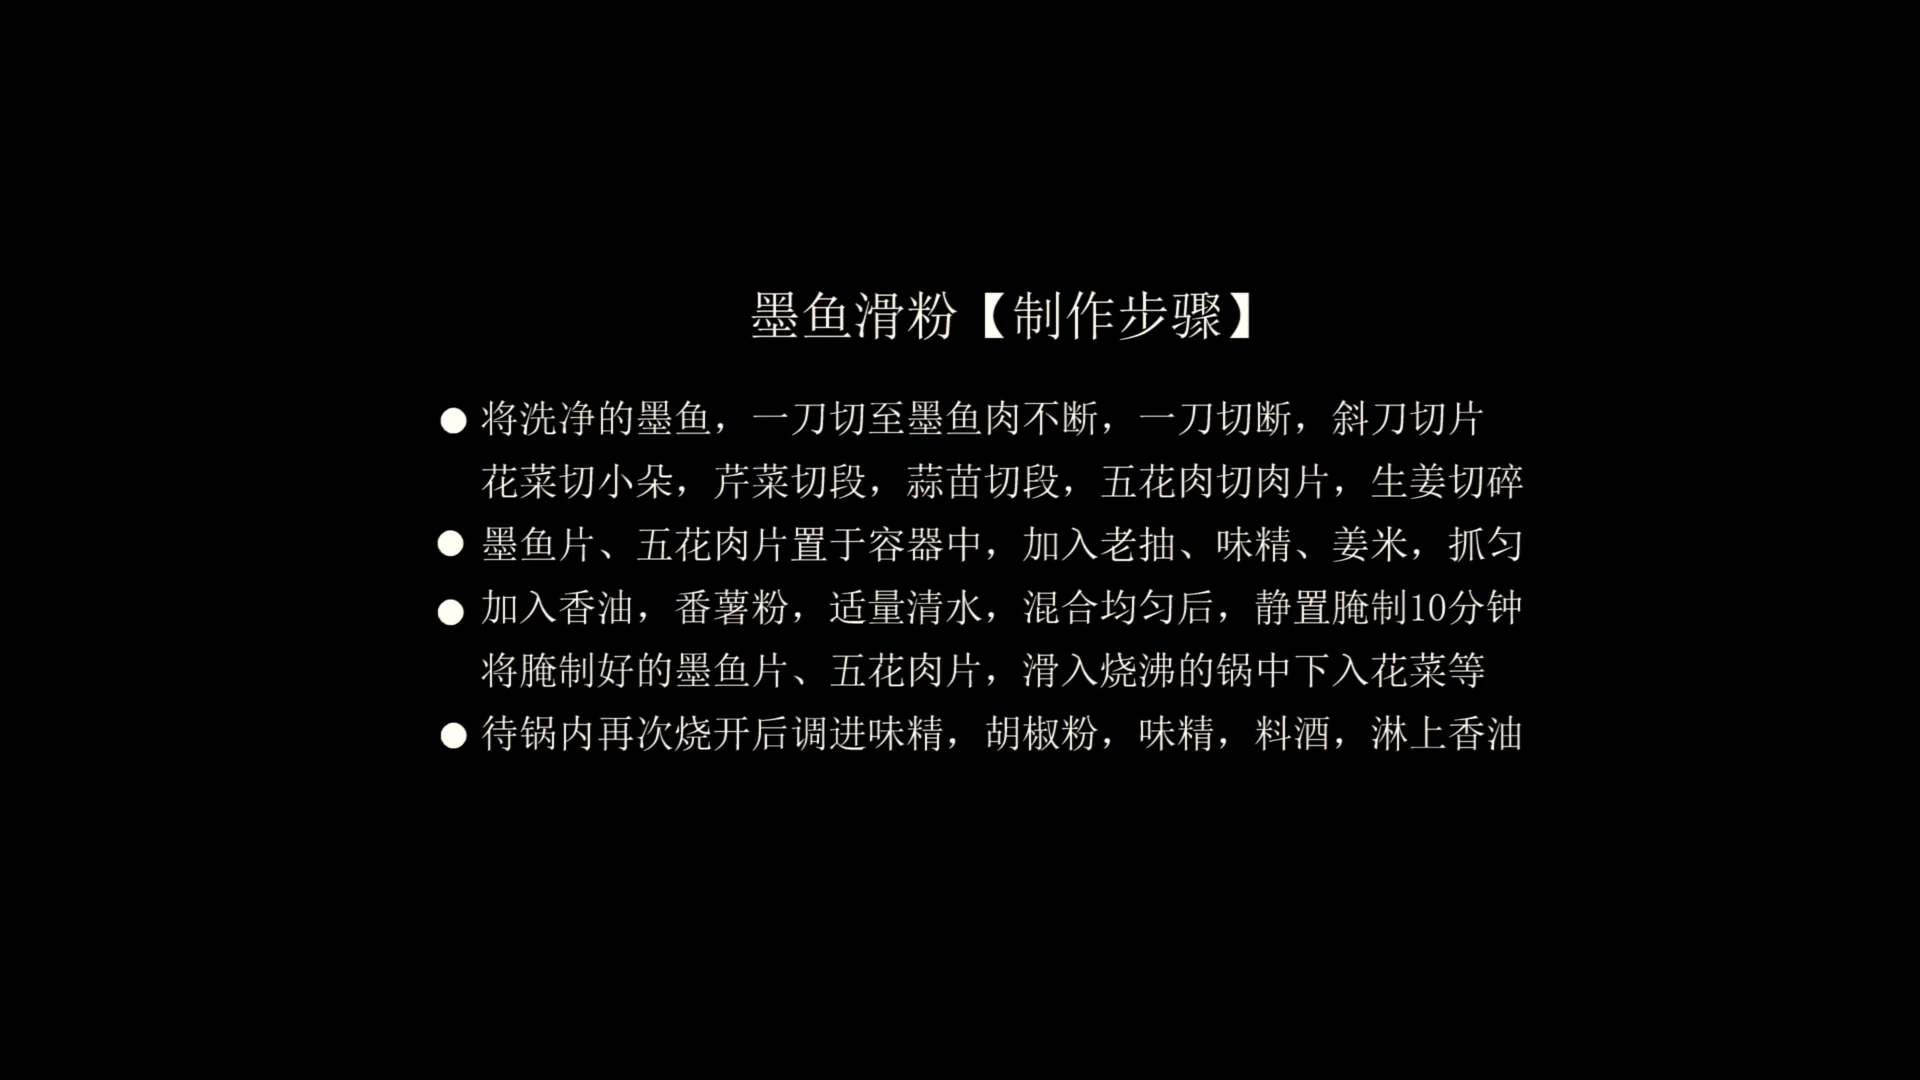 墨鱼滑粉【制作步骤】
● 将洗净的墨鱼，一刀切至墨鱼肉不断，一刀切断，斜刀切片
花菜切小朵，芹菜切段，蒜苗切段，五花肉切肉片，生姜切碎
● 墨鱼片、五花肉片置于容器中，加入老抽、味精、姜米，抓匀
● 加入香油，番薯粉，适量清水，混合均匀后，静置腌制10分钟
将腌制好的墨鱼片、五花肉片，滑入烧沸的锅中下入花菜等
● 待锅内再次烧开后调进味精，胡椒粉，味精，料酒，淋上香油